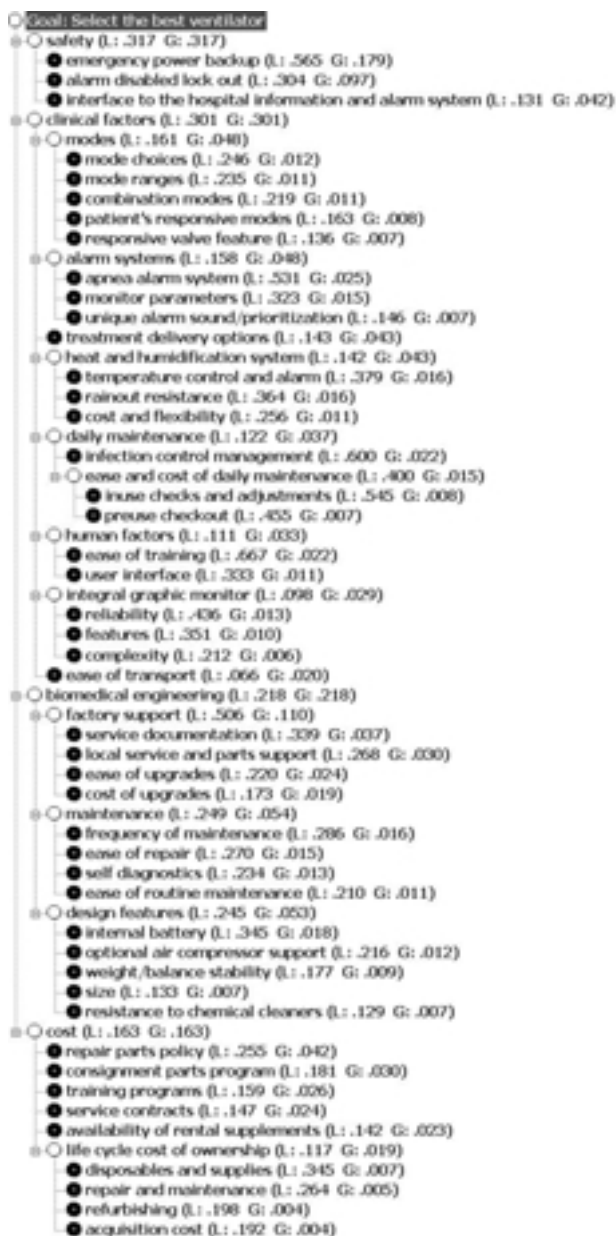 Goal: Select the best ventilator
safety (L: .317 G: .317)
emergency power backup (L: .565 G: .179)
alarm disabled lock out (L: .304 G: .097)
interface to the hospital information and alarm system (L: .131 G: .042)
clinical factors (L: .301 G: .301)
modes (L: .161 G: .048)
mode choices (L: .246 G: .012)
mode ranges (L: .235 G: .011)
combination modes (L: .219 G: .011)
patient's responsive modes (L: .163 G: .008)
responsive valve feature (L: .136 G: .007)
alarm systems (L: .158 G: .048)
apnea alarm system (L: .531 G: .025)
monitor parameters (L: .323 G: .015)
unique alarm sound/prioritization (L: .146 G: .007)
treatment delivery options (L: .143 G: .043)
heat and humidification system (L: .142 G: .043)
temperature control and alarm (L: .379 G: .016)
rainout resistance (L: .364 G: .016)
cost and flexibility (L: .256 G: .011)
daily maintenance (L: .122 G: .037)
infection control management (L: .600 G: .022)
ease and cost of daily maintenance (L: .400 G: .015)
inuse checks and adjustments (L: .545 G: .008)
preuse checkout (L: .455 G: .007)
human factors (L: .111 G: .033)
ease of training (L: .667 G: .022)
user interface (L: .333 G: .011)
integral graphic monitor (L: .098 G: .029)
reliability (L: .436 G: .013)
features (L: .351 G: .010)
complexity (L: .212 G: .006)
ease of transport (L: .066 G: .020)
biomedical engineering (L: .218 G: .218)
factory support (L: .506 G: .110)
service documentation (L: .339 G: .037)
local service and parts support (L: .268 G: .030)
ease of upgrades (L: .220 G: .024)
cost of upgrades (L: .173 G: .019)
maintenance (L: .249 G: .054)
frequency of maintenance (L: .286 G: .016)
ease of repair (L: .270 G: .015)
self diagnostics (L: .234 G: .013)
ease of routine maintenance (L: .210 G: .011)
design features (L: .245 G: .053)
internal battery (L: .345 G: .018)
optional air compressor support (L: .216 G: .012)
weight/balance stability (L: .177 G: .009)
size (L: .133 G: .007)
resistance to chemical cleaners (L: .129 G: .007)
cost (L: .163 G: .163)
repair parts policy (L: .255 G: .042)
consignment parts program (L: .181 G: .030)
training programs (L: .159 G: .026)
service contracts (L: .147 G: .024)
availability of rental supplements (L: .142 G: .023)
life cycle cost of ownership (L: .117 G: .019)
disposables and supplies (L: .345 G: .007)
repair and maintenance (L: .264 G: .005)
refurbishing (L: .198 G: .004)
acquisition cost (L: .192 G: .004)